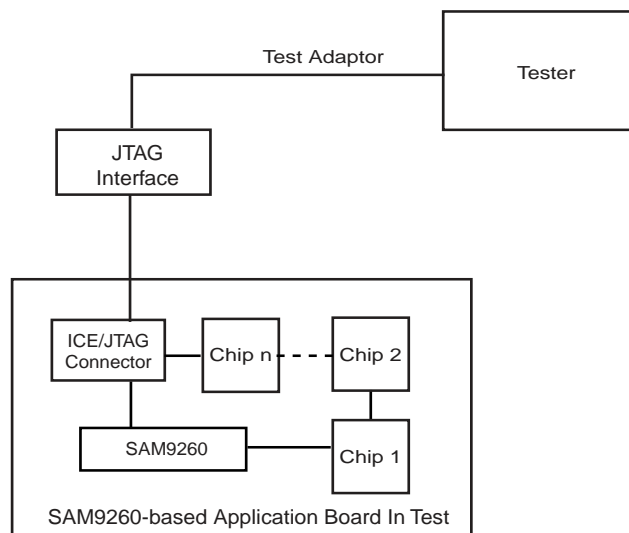 Test Adaptor
Tester
JTAG
Interface
ICE/JTAG
Connector
Chip n
Chip 2
SAM9260
Chip 1
SAM9260-based Application Board In Test